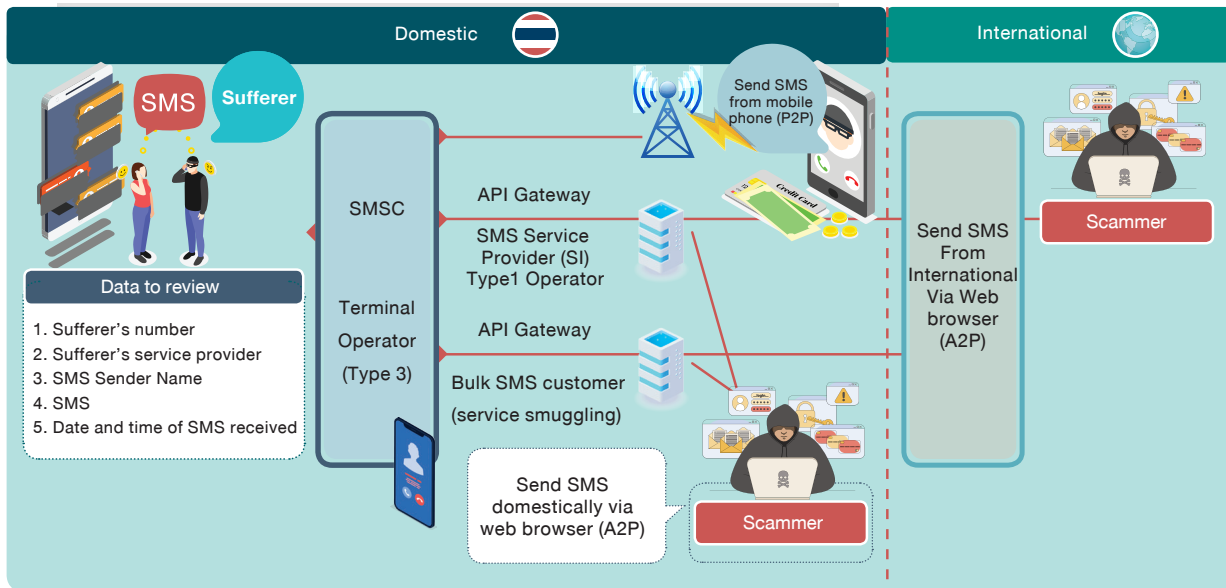 Domestic
International
SMS
Sufferer
Send SMS
from mobile
phone (P2P)
Credit Card
SMSC
Terminal
Operator
(Type 3)
API Gateway
SMS Service
Provider (SI)
Type1 Operator
API Gateway
Bulk SMS customer
(service smuggling)
Send SMS
From
International
Via Web
browser
(A2P)
Scammer
Data to review
1. Sufferer's number
2. Sufferer's service provider
3. SMS Sender Name
4. SMS
5. Date and time of SMS received
Send SMS
domestically via
web browser (A2P)
Scammer